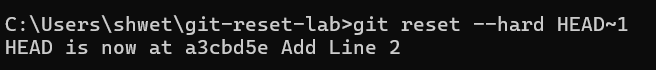 C:\Users\shwet\git-reset-lab>git reset --hard HEAD~1
HEAD is now at a3cbd5e Add Line 2